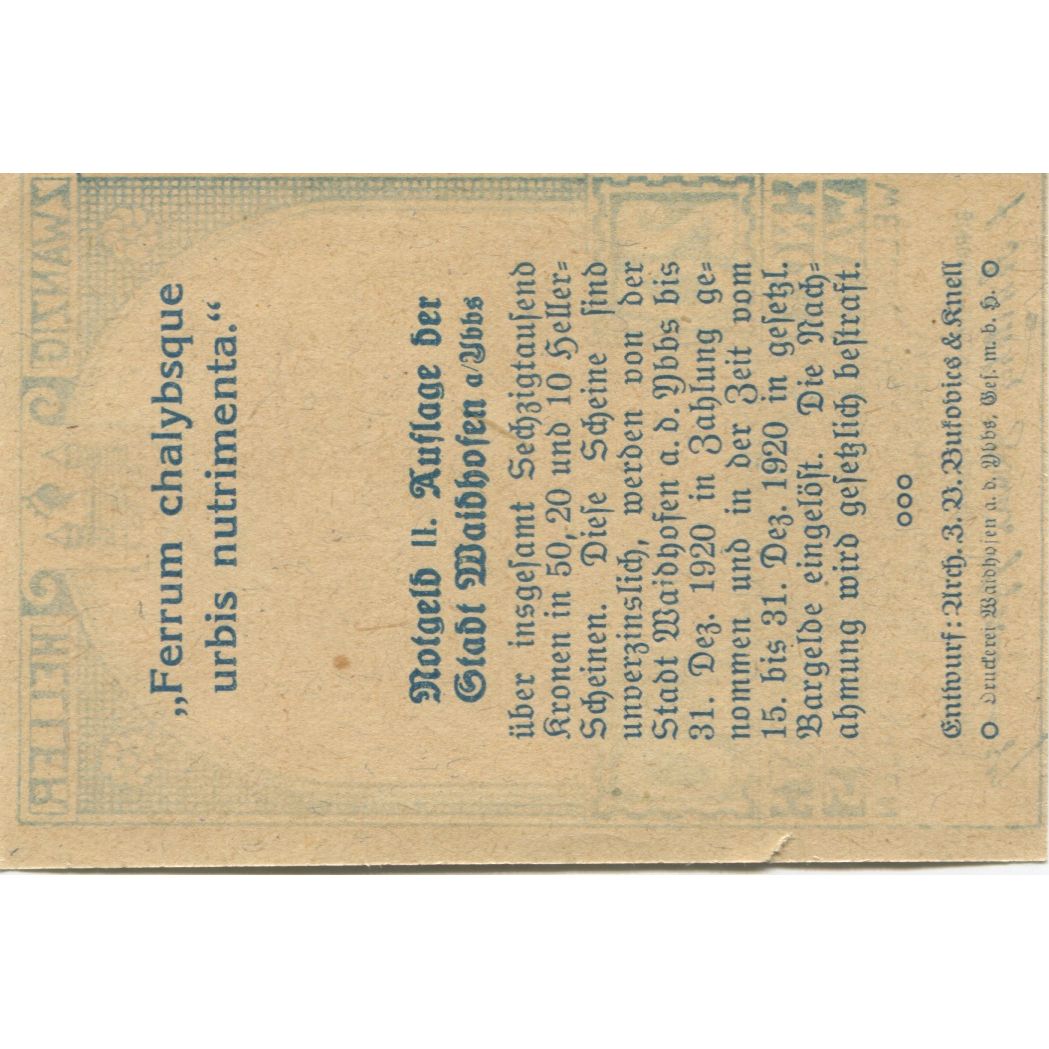 „Ferrum chalybsque
urbis nutrimenta.“
Notgeld II. Auflage der
Stadt Waidhofen a/Ybbs
über insgesamt Sechzigtausend
Kronen in 50, 20 und 10 Heller=
Scheinen. Diese Scheine sind
unverzinslich, werden von der
Stadt Waidhofen a. d. Ybbs bis
31. Dez. 1920 in Zahlung ge=
nommen und in der Zeit vom
15. bis 31. Dez. 1920 in gesetzl.
Bargelde eingelöst. Die Nach=
ahmung wird gesetzlich bestraft.
Entwurf: Arch. Z. V. Bukovics & Knell
Druckerei Waidhofen a. d. Ybbs, Ges. m. b. H.
ZWANZIG
HELLER